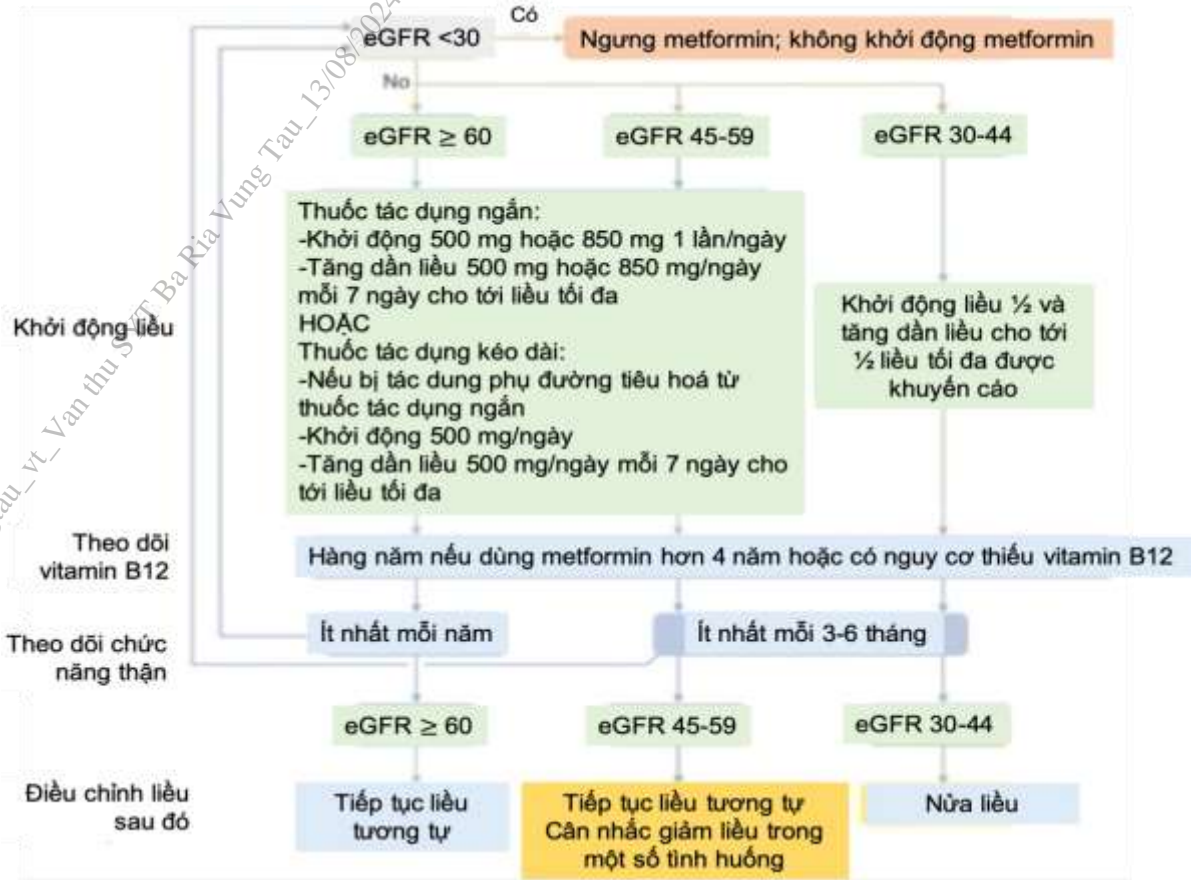 Có
eGFR <30
Ngưng metformin; không khởi động metformin
No
eGFR ≥ 60
eGFR 45-59
eGFR 30-44
Khởi động liều
Thuốc tác dụng ngắn:
-Khởi động 500 mg hoặc 850 mg 1 lần/ngày
-Tăng dần liều 500 mg hoặc 850 mg/ngày
mỗi 7 ngày cho tới liều tối đa
HOẶC
Thuốc tác dụng kéo dài:
-Nếu bị tác dung phụ đường tiêu hoá từ
thuốc tác dụng ngắn
-Khởi động 500 mg/ngày
-Tăng dần liều 500 mg/ngày mỗi 7 ngày cho
tới liều tối đa
Khởi động liều ½ và
tăng dần liều cho tới
½ liều tối đa được
khuyến cáo
Theo dõi
vitamin B12
Hàng năm nếu dùng metformin hơn 4 năm hoặc có nguy cơ thiếu vitamin B12
Theo dõi chức
năng thận
Ít nhất mỗi năm
Ít nhất mỗi 3-6 tháng
eGFR ≥ 60
eGFR 45-59
eGFR 30-44
Điều chỉnh liều
sau đó
Tiếp tục liều
tương tự
Tiếp tục liều tương tự
Cân nhắc giảm liều trong
một số tình huống
Nửa liều
vt_Van thu SYT Ba Ria Vung Tau_13/08/2024